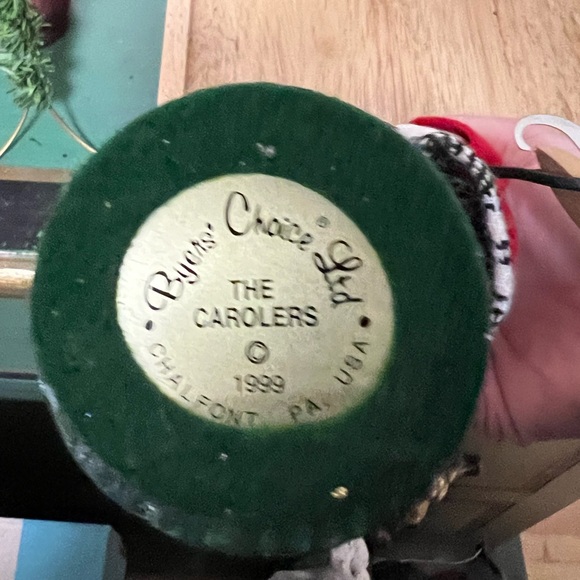 Byers' Choice® Ltd
THE
CAROLERS
©
1999
• CHALFONT PA, USA •